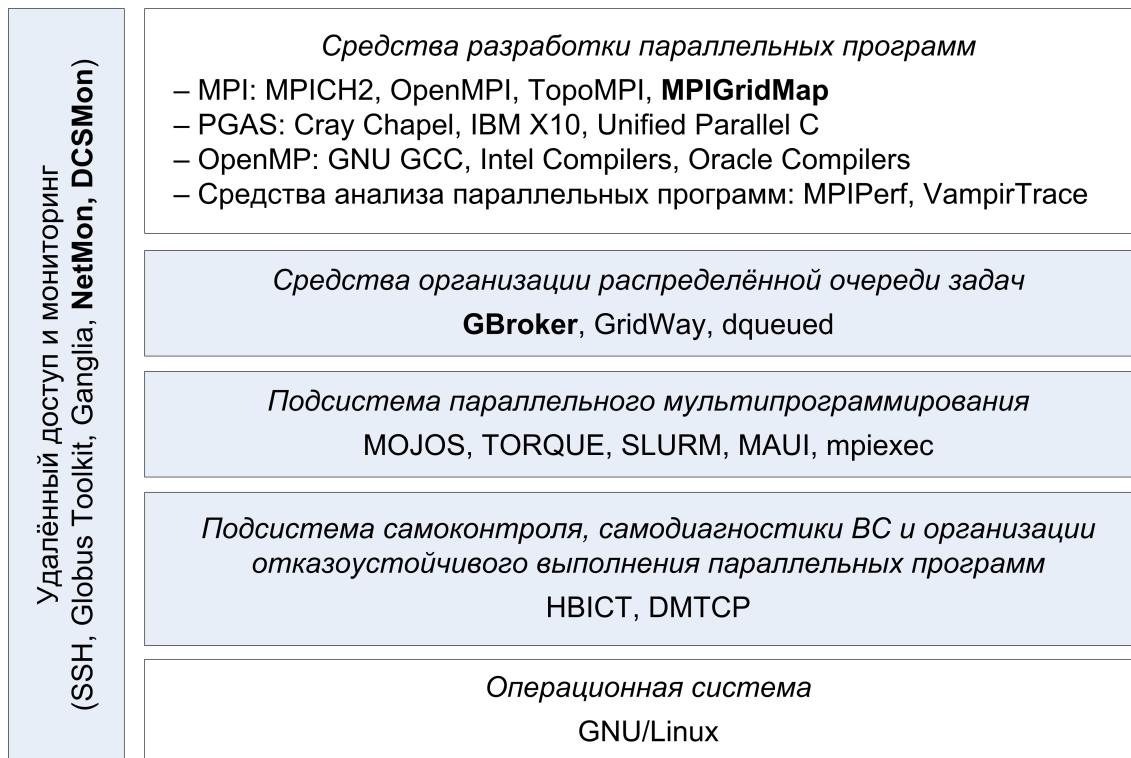 Удалённый доступ и мониторинг
(SSH, Globus Toolkit, Ganglia, NetMon, DCSMon)
Средства разработки параллельных программ
– MPI: MPICH2, OpenMPI, TopoMPI, MPIGridMap
– PGAS: Cray Chapel, IBM X10, Unified Parallel C
– OpenMP: GNU GCC, Intel Compilers, Oracle Compilers
– Средства анализа параллельных программ: MPIPerf, VampirTrace
Средства организации распределённой очереди задач
GBroker, GridWay, dqueued
Подсистема параллельного мультипрограммирования
MOJOS, TORQUE, SLURM, MAUI, mpiexec
Подсистема самоконтроля, самодиагностики ВС и организации
отказоустойчивого выполнения параллельных программ
HBICT, DMTCP
Операционная система
GNU/Linux